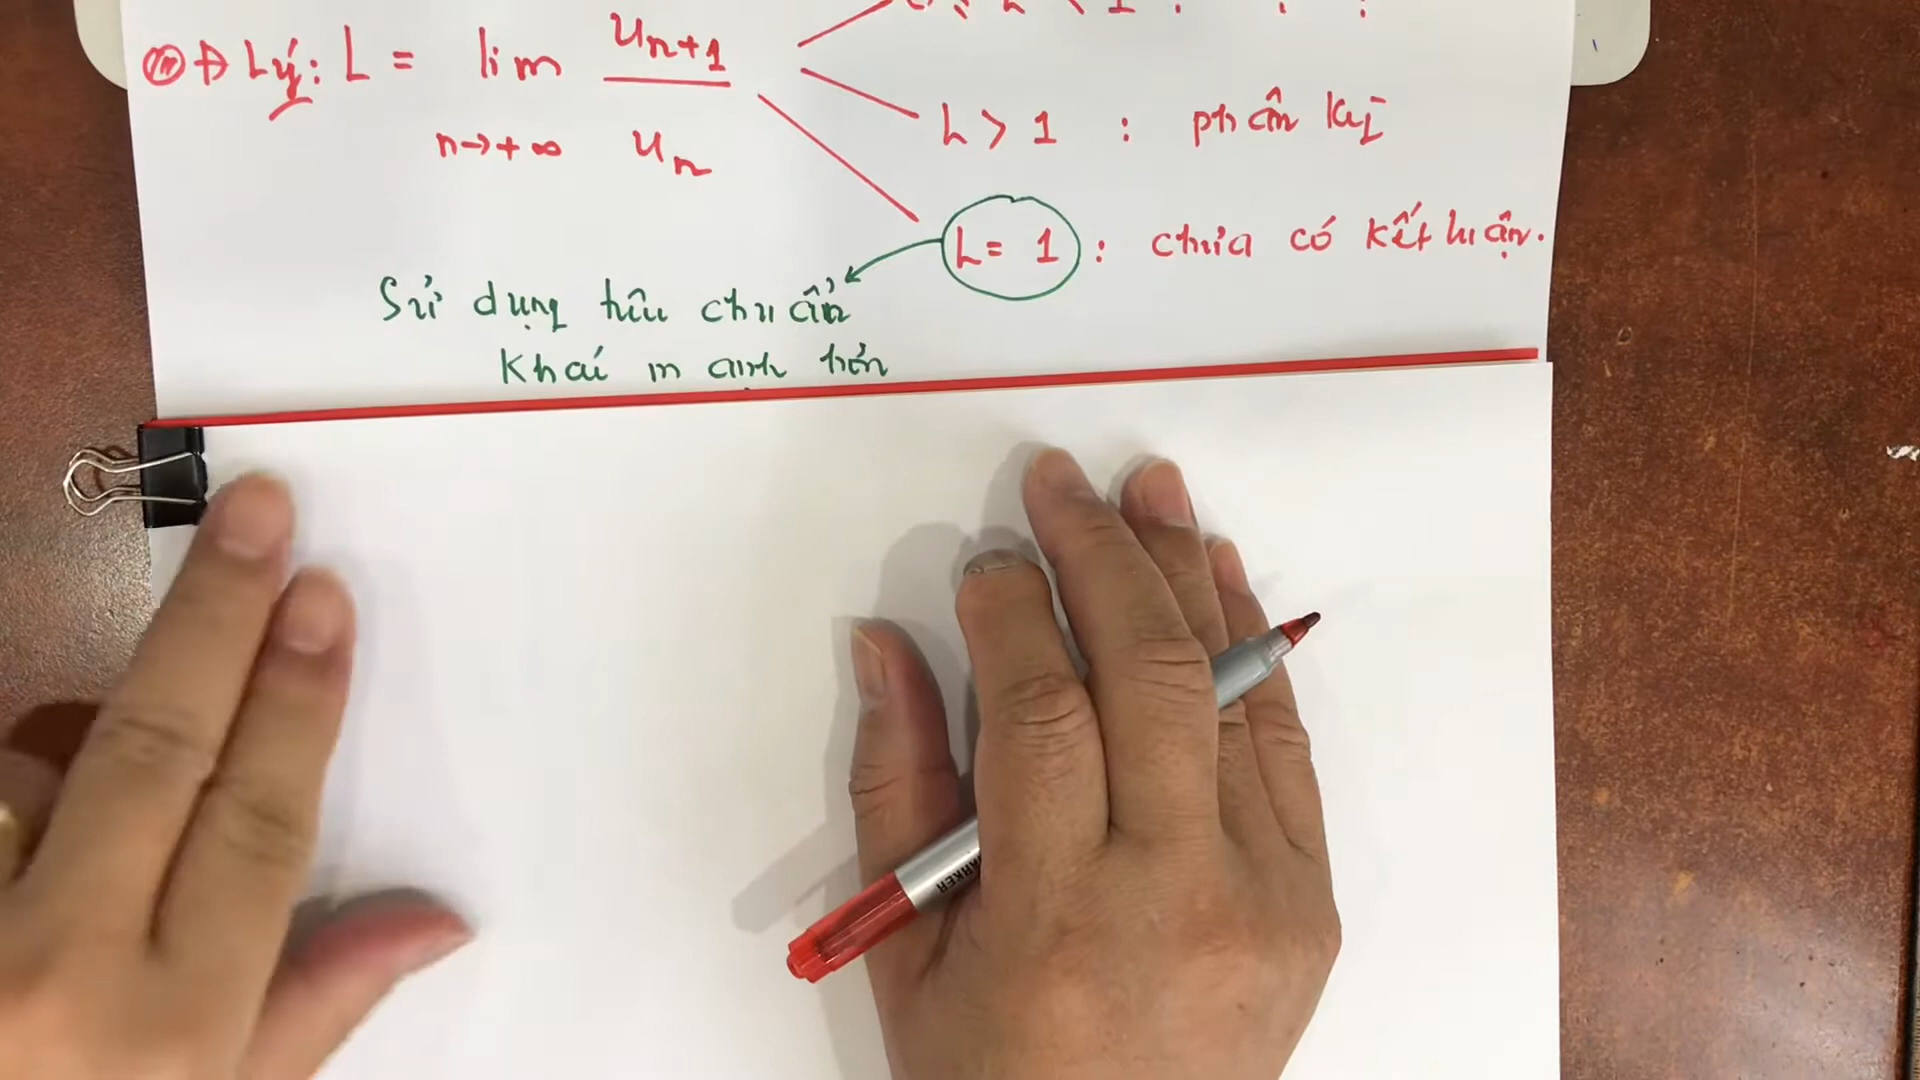 Đ Lý: L = lim u_{n+1}
n→+∞ u_n
L > 1 : phân kỳ
L = 1 : chưa có kết luận.
Sử dụng tiêu chuẩn
khác mạnh hơn
MARKER